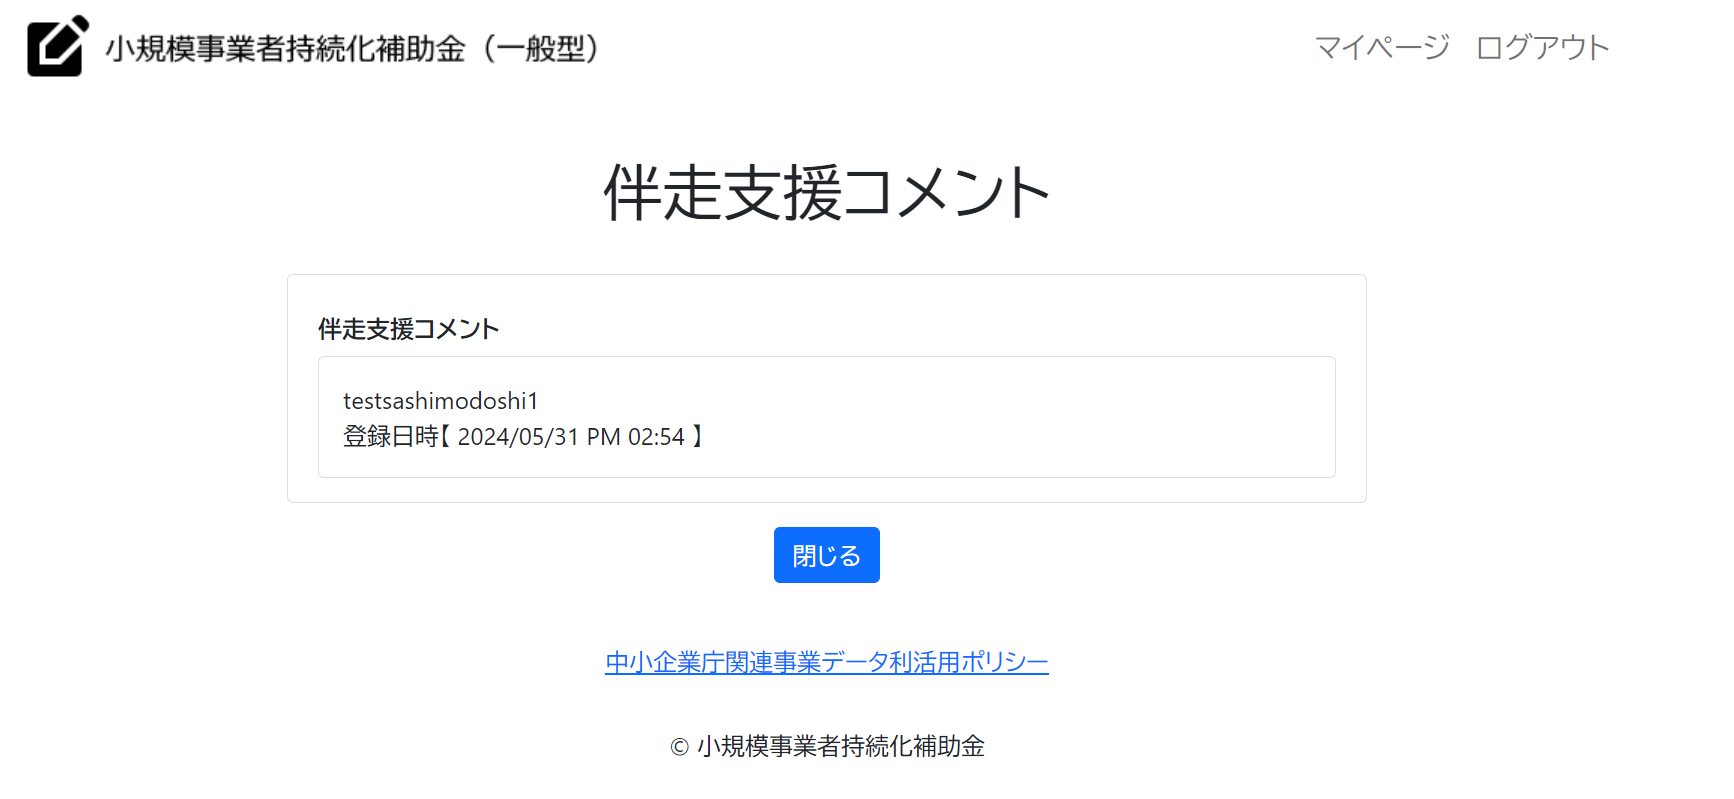 小規模事業者持続化補助金（一般型）
マイページ ログアウト
伴走支援コメント
伴走支援コメント
testsashimodoshi1
登録日時【 2024/05/31 PM 02:54 】
閉じる
中小企業庁関連事業データ利活用ポリシー
© 小規模事業者持続化補助金